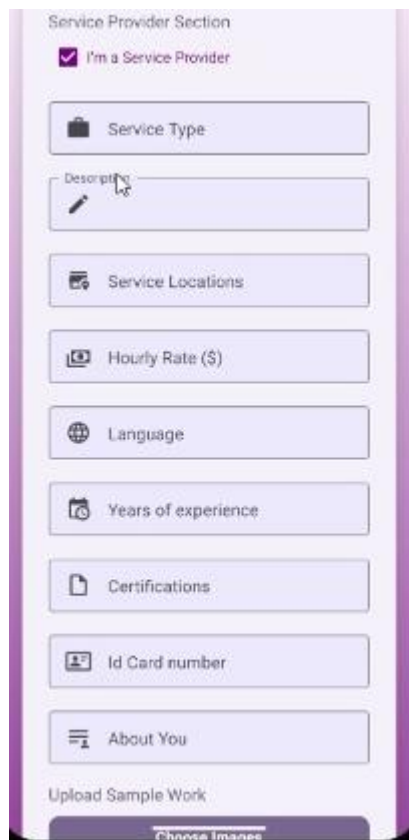 Service Provider Section
I'm a Service Provider
Service Type
Description
Service Locations
Hourly Rate ($)
Language
Years of experience
Certifications
Id Card number
About You
Upload Sample Work
Choose Images